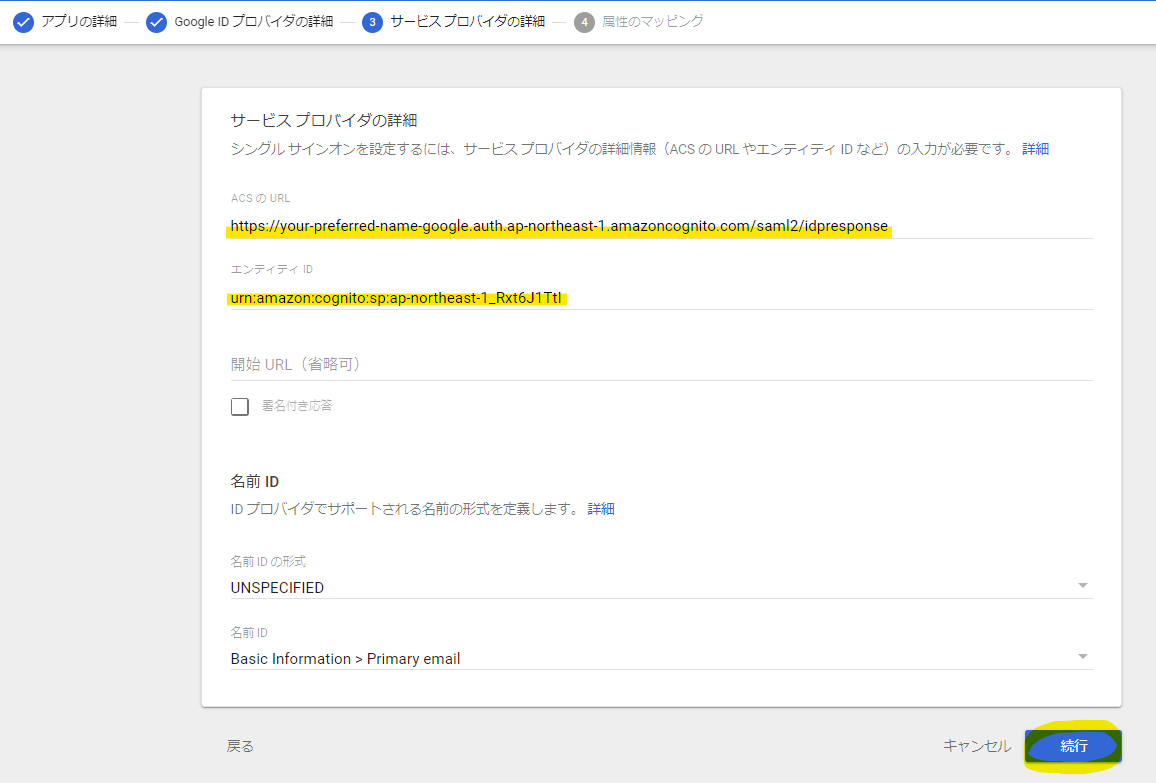 アプリの詳細 Google ID プロバイダの詳細 3 サービス プロバイダの詳細 4 属性のマッピング
サービス プロバイダの詳細
シングル サインオンを設定するには、サービス プロバイダの詳細情報（ACS の URL やエンティティ ID など）の入力が必要です。 詳細
ACS の URL
https://your-preferred-name-google.auth.ap-northeast-1.amazoncognito.com/saml2/idpresponse
エンティティ ID
urn:amazon:cognito:sp:ap-northeast-1_Rxt6J1TtI
開始 URL（省略可）
署名付き応答
名前 ID
ID プロバイダでサポートされる名前の形式を定義します。 詳細
名前 ID の形式
UNSPECIFIED
名前 ID
Basic Information > Primary email
戻る キャンセル 続行